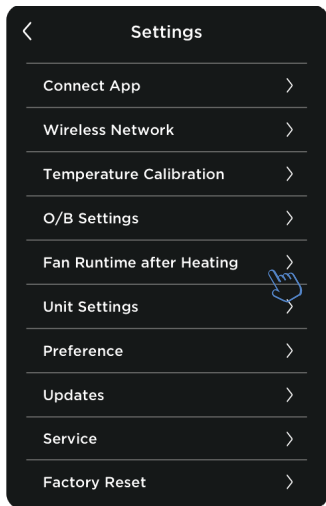 Settings
Connect App
Wireless Network
Temperature Calibration
O/B Settings
Fan Runtime after Heating
Unit Settings
Preference
Updates
Service
Factory Reset